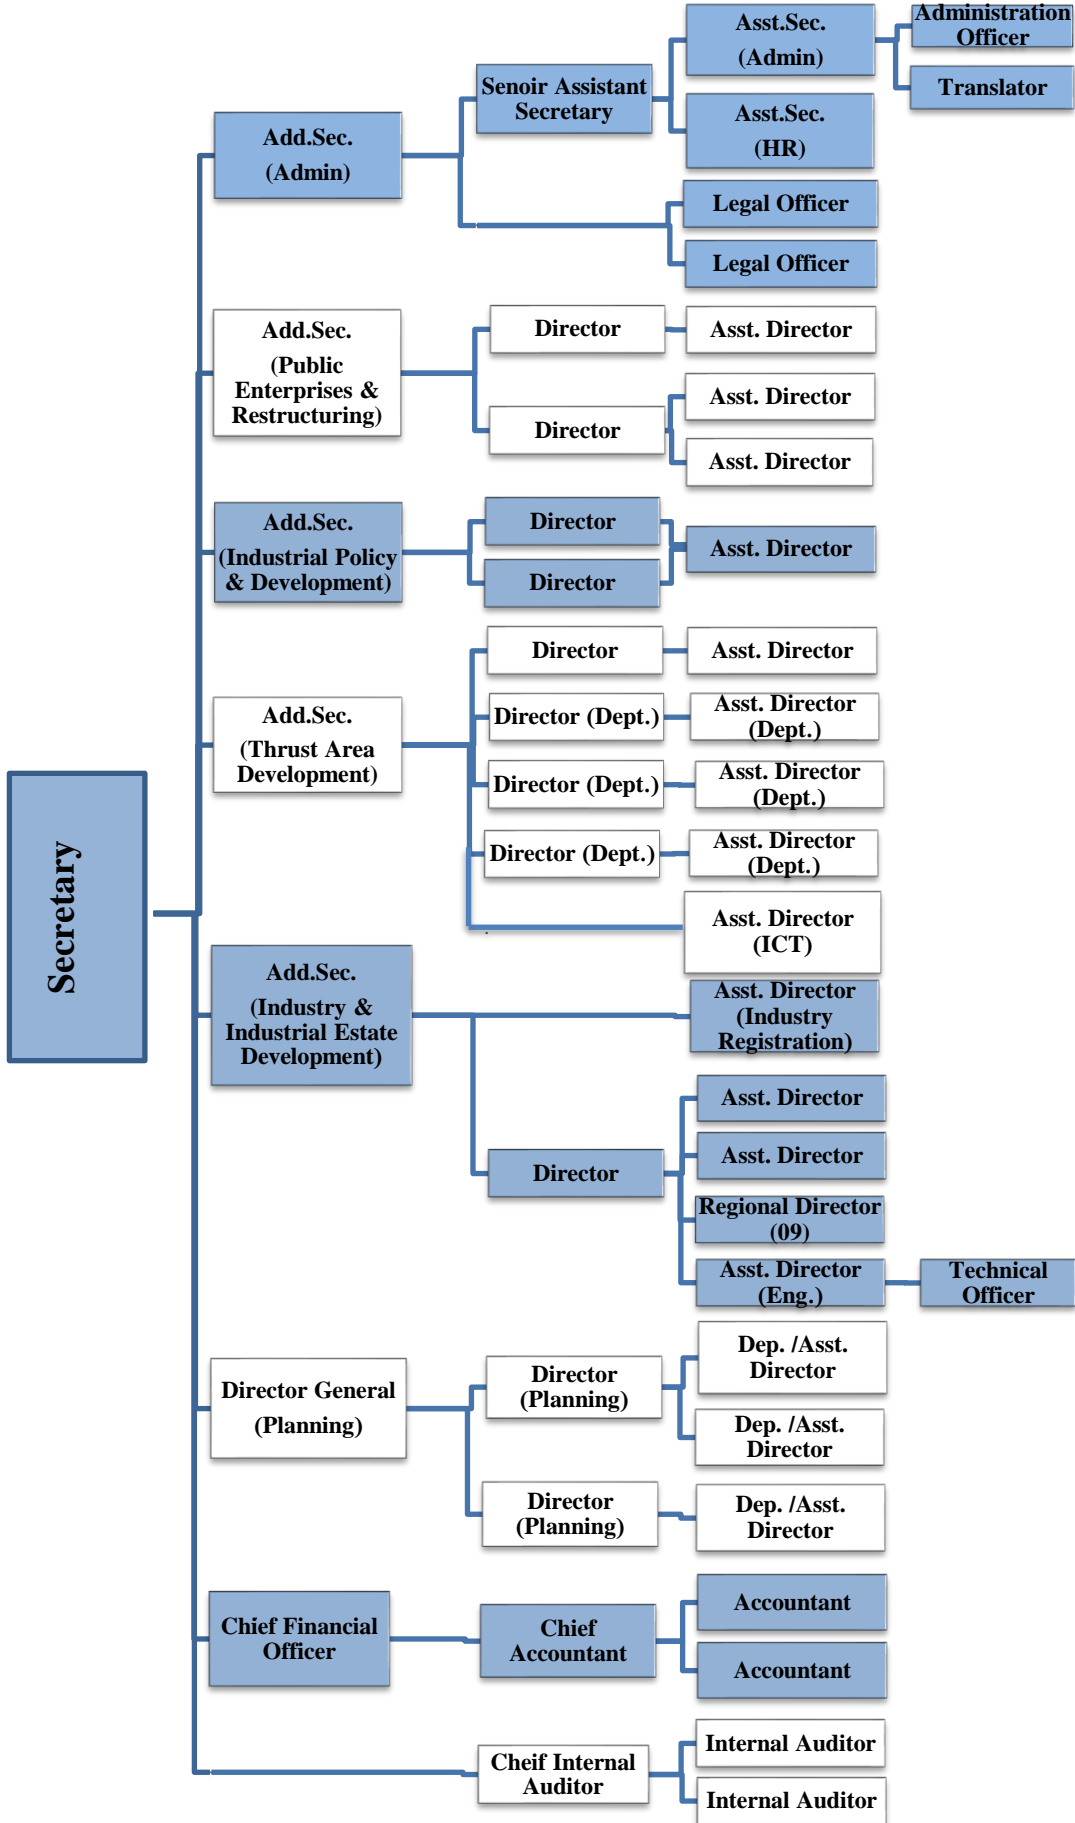 Secretary
Add.Sec.
(Admin)
Senoir Assistant
Secretary
Asst.Sec.
(Admin)
Administration
Officer
Translator
Asst.Sec.
(HR)
Legal Officer
Legal Officer
Add.Sec.
(Public
Enterprises &
Restructuring)
Director
Asst. Director
Director
Asst. Director
Asst. Director
Add.Sec.
(Industrial Policy
& Development)
Director
Director
Asst. Director
Add.Sec.
(Thrust Area
Development)
Director
Asst. Director
Director (Dept.)
Asst. Director
(Dept.)
Director (Dept.)
Asst. Director
(Dept.)
Director (Dept.)
Asst. Director
(Dept.)
Asst. Director
(ICT)
Add.Sec.
(Industry &
Industrial Estate
Development)
Asst. Director
(Industry
Registration)
Director
Asst. Director
Asst. Director
Regional Director
(09)
Asst. Director
(Eng.)
Technical
Officer
Director General
(Planning)
Director
(Planning)
Dep. /Asst.
Director
Dep. /Asst.
Director
Director
(Planning)
Dep. /Asst.
Director
Chief Financial
Officer
Chief
Accountant
Accountant
Accountant
Cheif Internal
Auditor
Internal Auditor
Internal Auditor